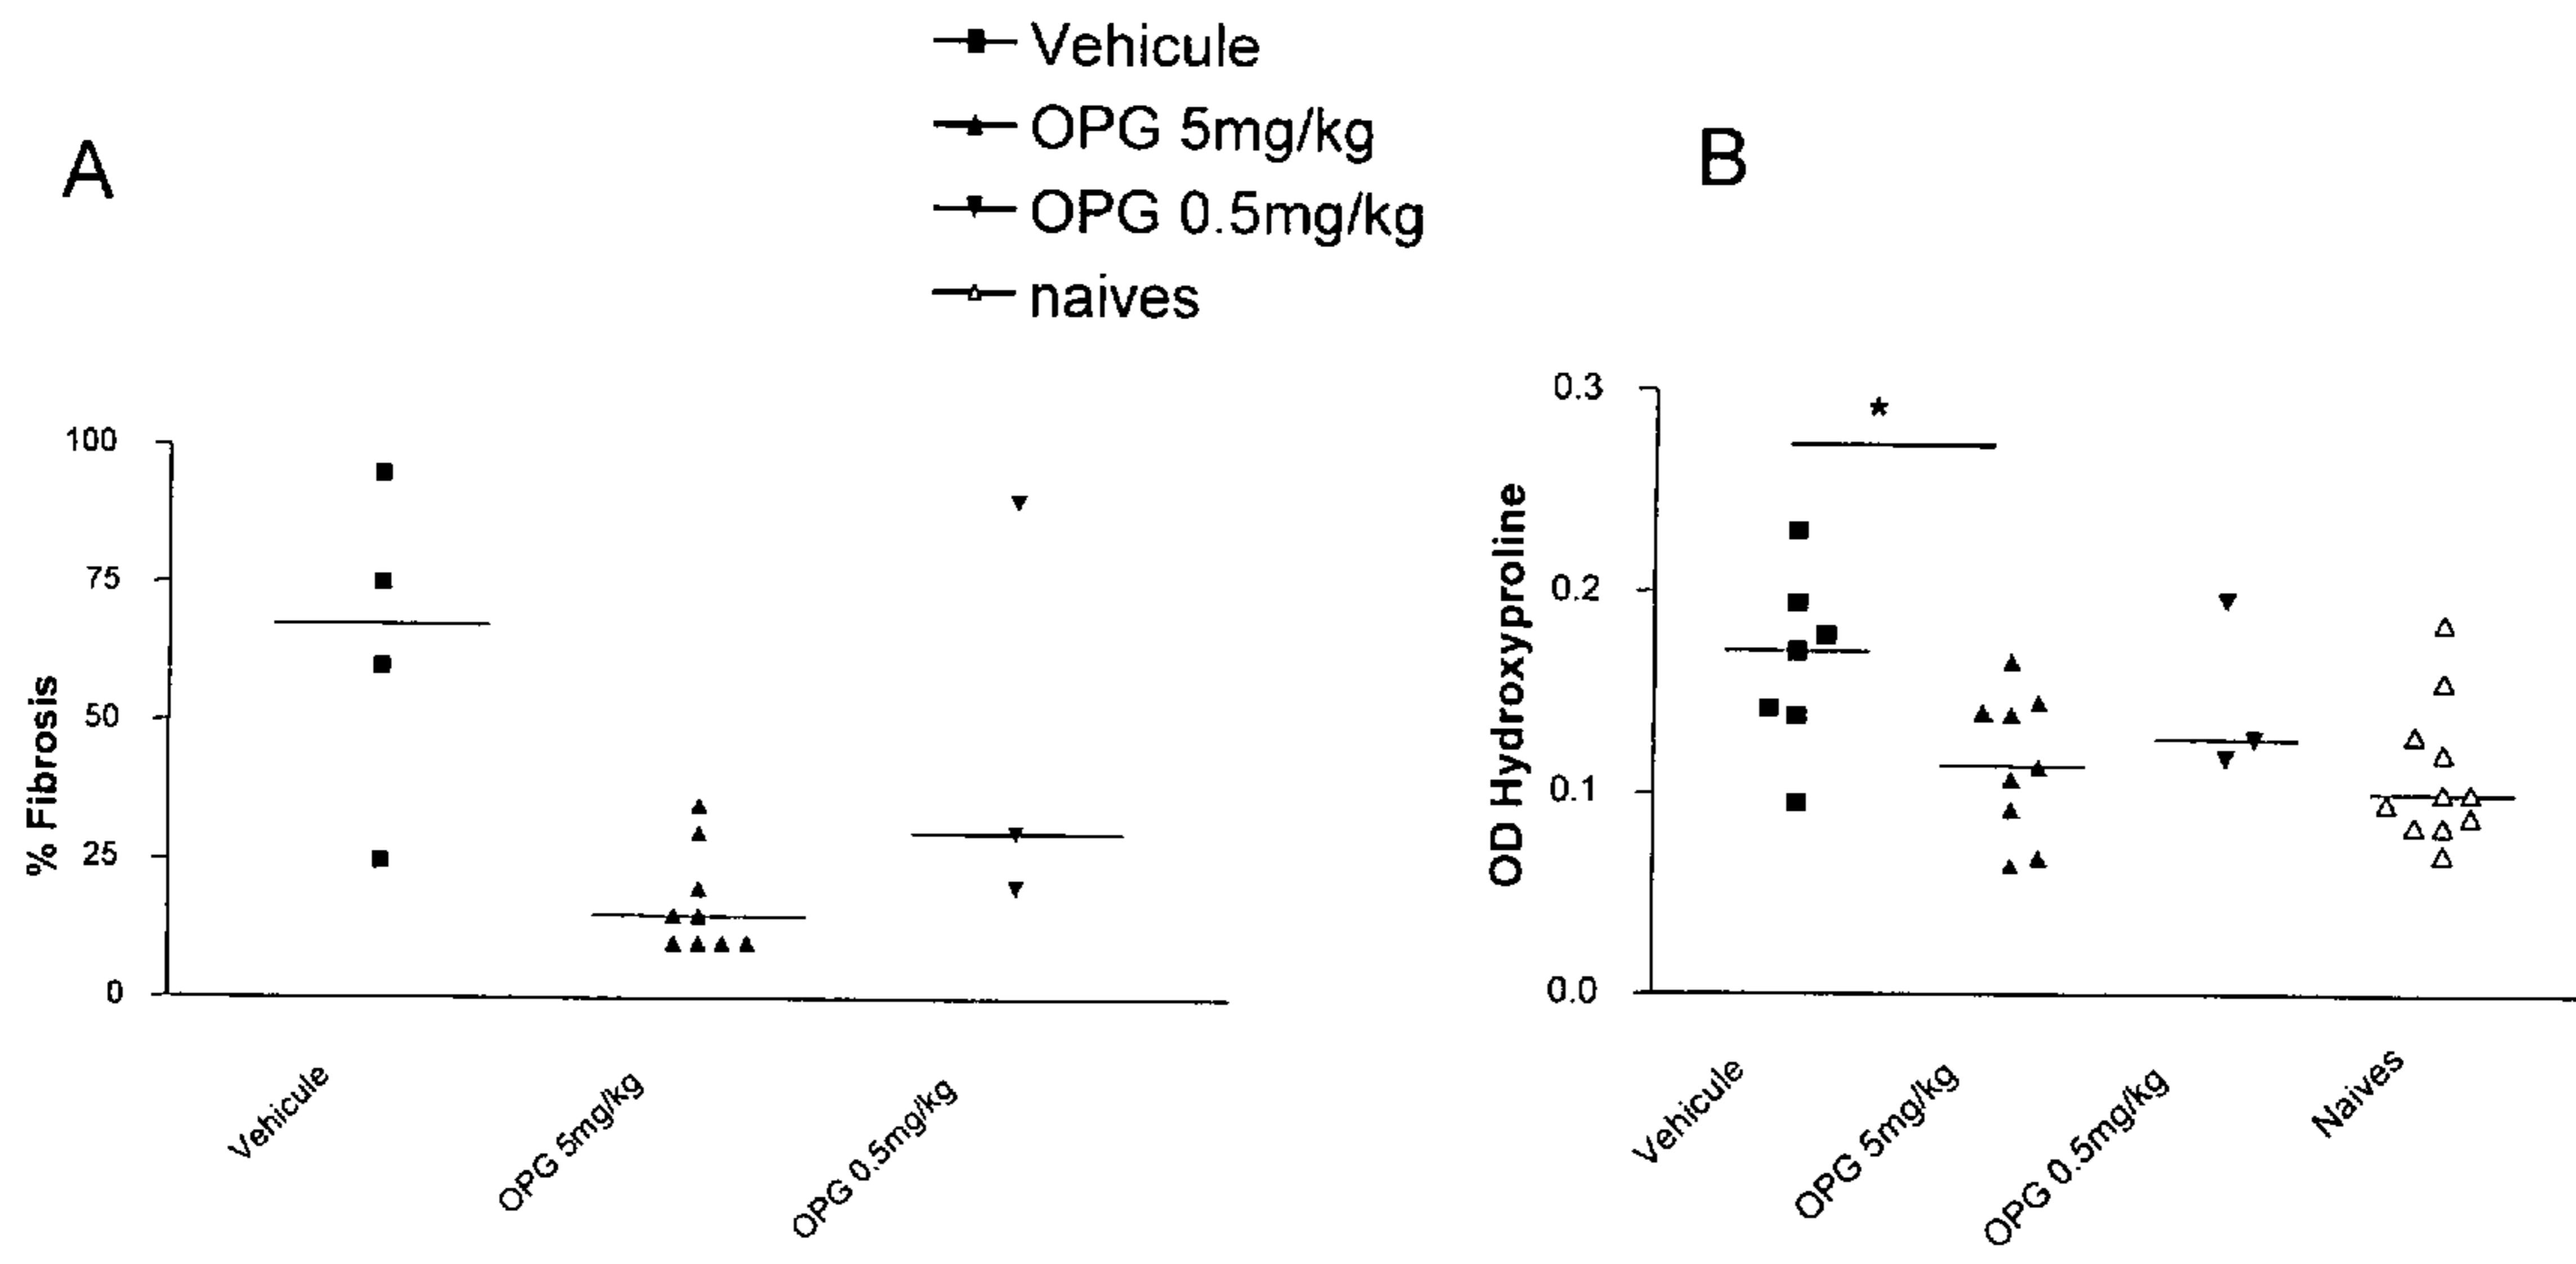 Vehicule
OPG 5mg/kg
OPG 0.5mg/kg
naives
A
% Fibrosis
100
75
50
25
0
Vehicule
OPG 5mg/kg
OPG 0.5mg/kg
B
OD Hydroxyproline
0.3
0.2
0.1
0.0
*
Vehicule
OPG 5mg/kg
OPG 0.5mg/kg
Naives